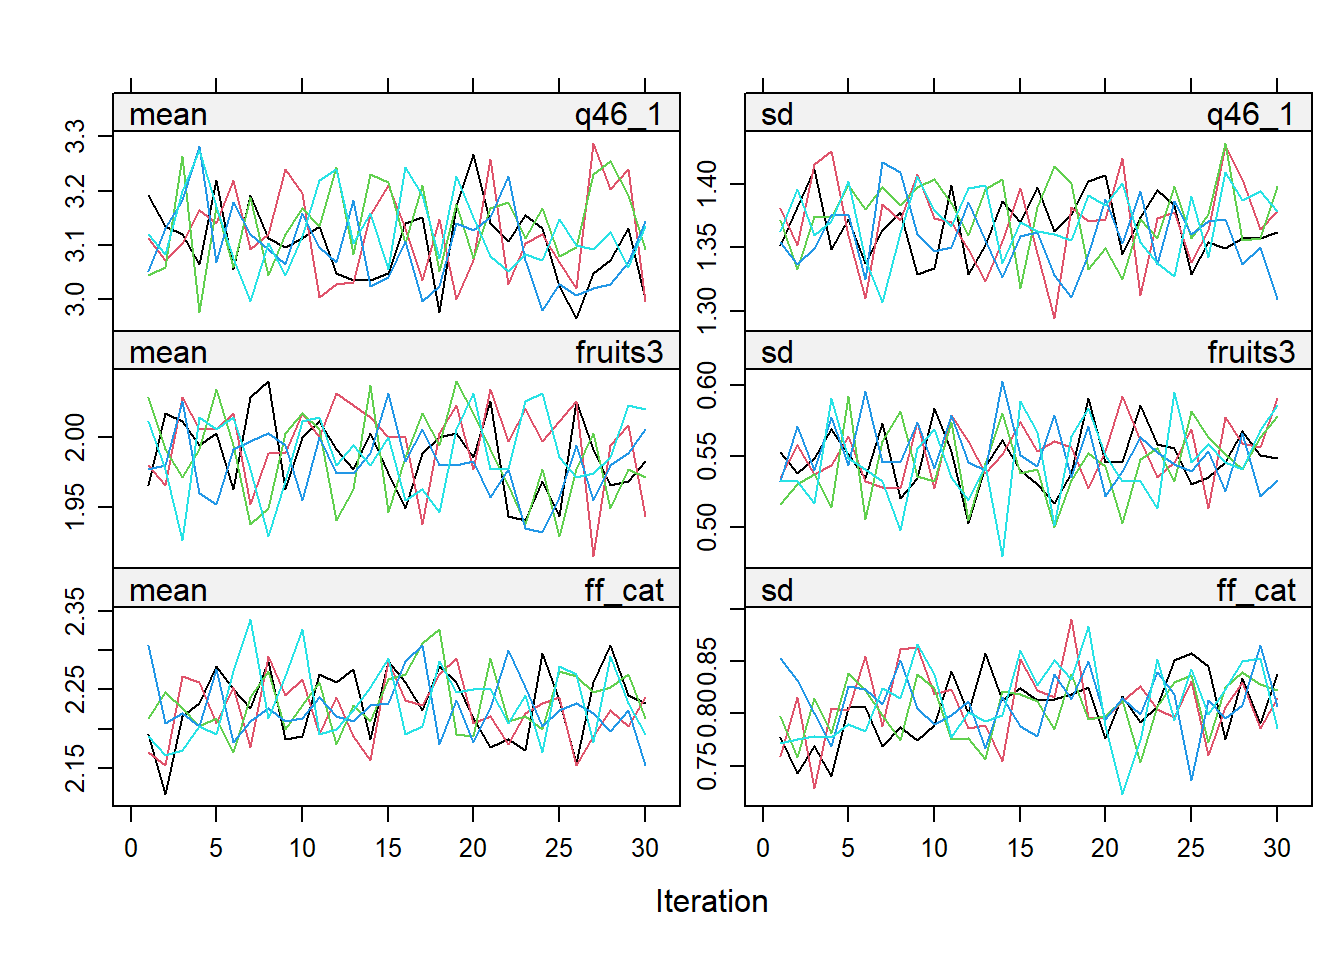 mean q46_1 sd q46_1
3.0 3.1 3.2 3.3
1.30 1.35 1.40
mean fruits3 sd fruits3
1.95 2.00
0.50 0.55 0.60
mean ff_cat sd ff_cat
2.15 2.25 2.35
0.75 0.80 0.85
0 5 10 15 20 25 30 0 5 10 15 20 25 30
Iteration